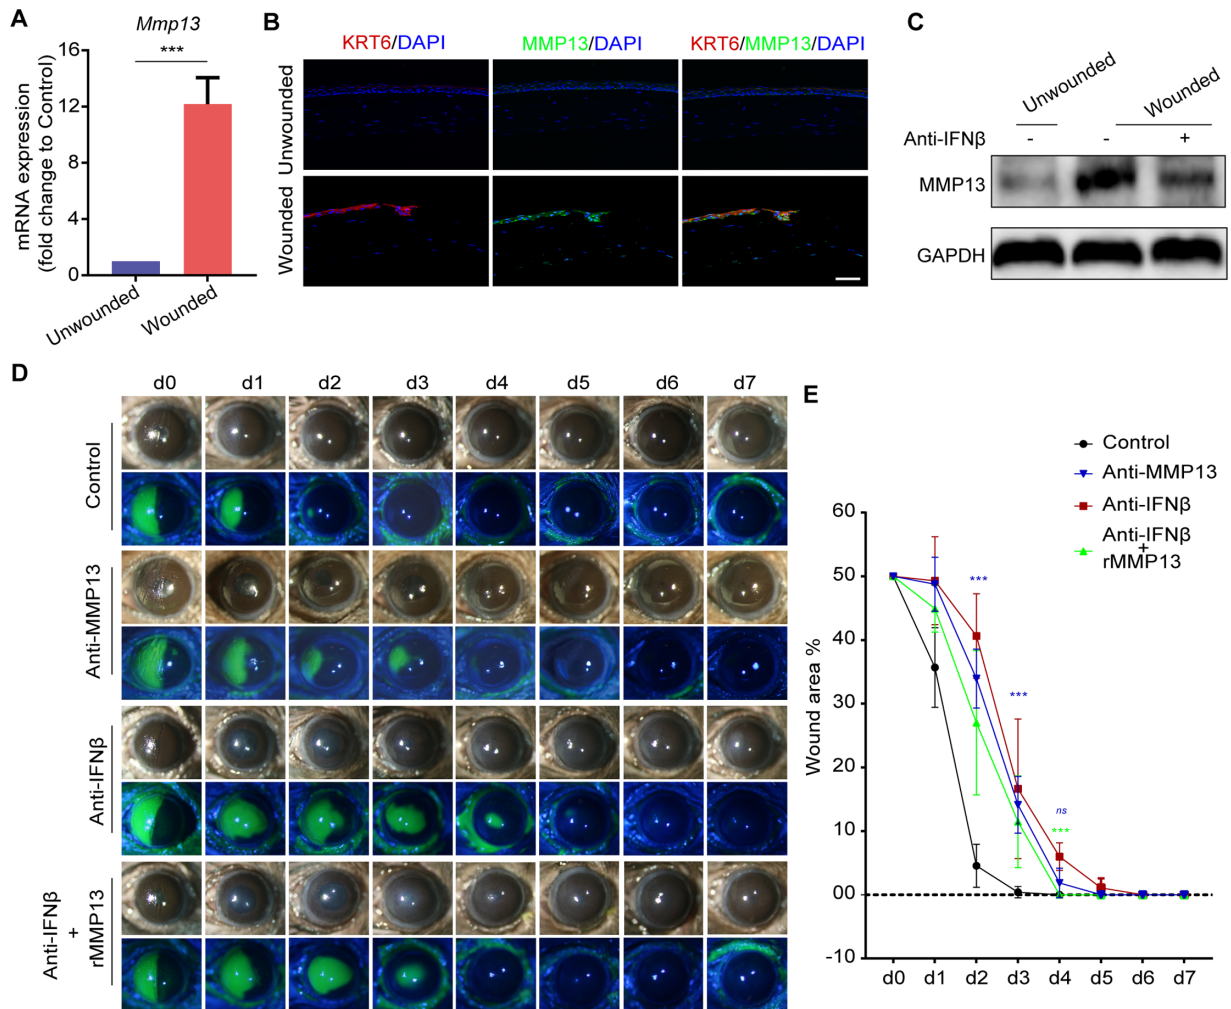 A
Mmp13
***
mRNA expression
(fold change to Control)
16
12
8
4
0
Unwounded
Wounded
B
KRT6/DAPI
MMP13/DAPI
KRT6/MMP13/DAPI
Unwounded
Wounded
C
Unwounded
Wounded
Anti-IFNβ
-
-
+
MMP13
GAPDH
D
d0
d1
d2
d3
d4
d5
d6
d7
Control
Anti-MMP13
Anti-IFNβ
Anti-IFNβ
+
rMMP13
E
Control
Anti-MMP13
Anti-IFNβ
Anti-IFNβ
+
rMMP13
Wound area %
60
50
40
30
20
10
00
-10
***
***
ns
***
d0
d1
d2
d3
d4
d5
d6
d7